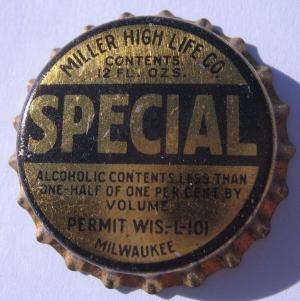 MILLER HIGH LIFE CO.
CONTENTS
12 FL. OZS.
SPECIAL
ALCOHOLIC CONTENTS LESS THAN
ONE-HALF OF ONE PER CENT BY
VOLUME
PERMIT, WIS.-L-101
MILWAUKEE